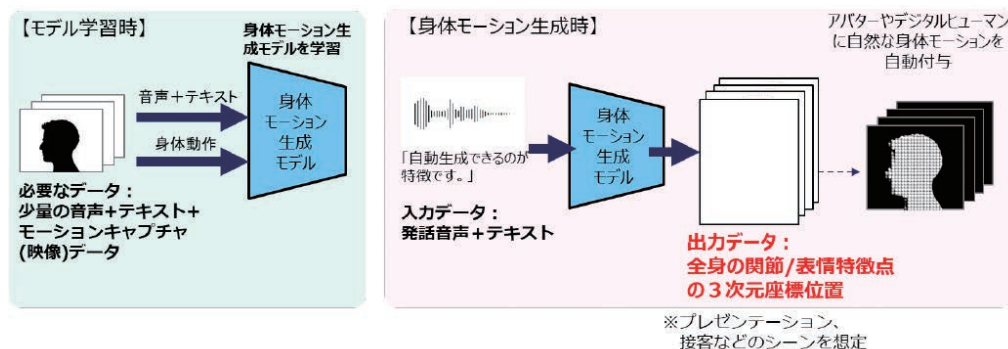 【モデル学習時】
身体モーション生
成モデルを学習
音声＋テキスト
身体動作
身体
モーション
生成
モデル
必要なデータ：
少量の音声+テキスト+
モーションキャプチャ
(映像)データ
【身体モーション生成時】
アバターやデジタルヒューマン
に自然な身体モーションを
自動付与
「自動生成できるのが
特徴です。」
身体
モーション
生成
モデル
入力データ：
発話音声＋テキスト
出力データ：
全身の関節/表情特徴点
の３次元座標位置
※プレゼンテーション、
接客などのシーンを想定